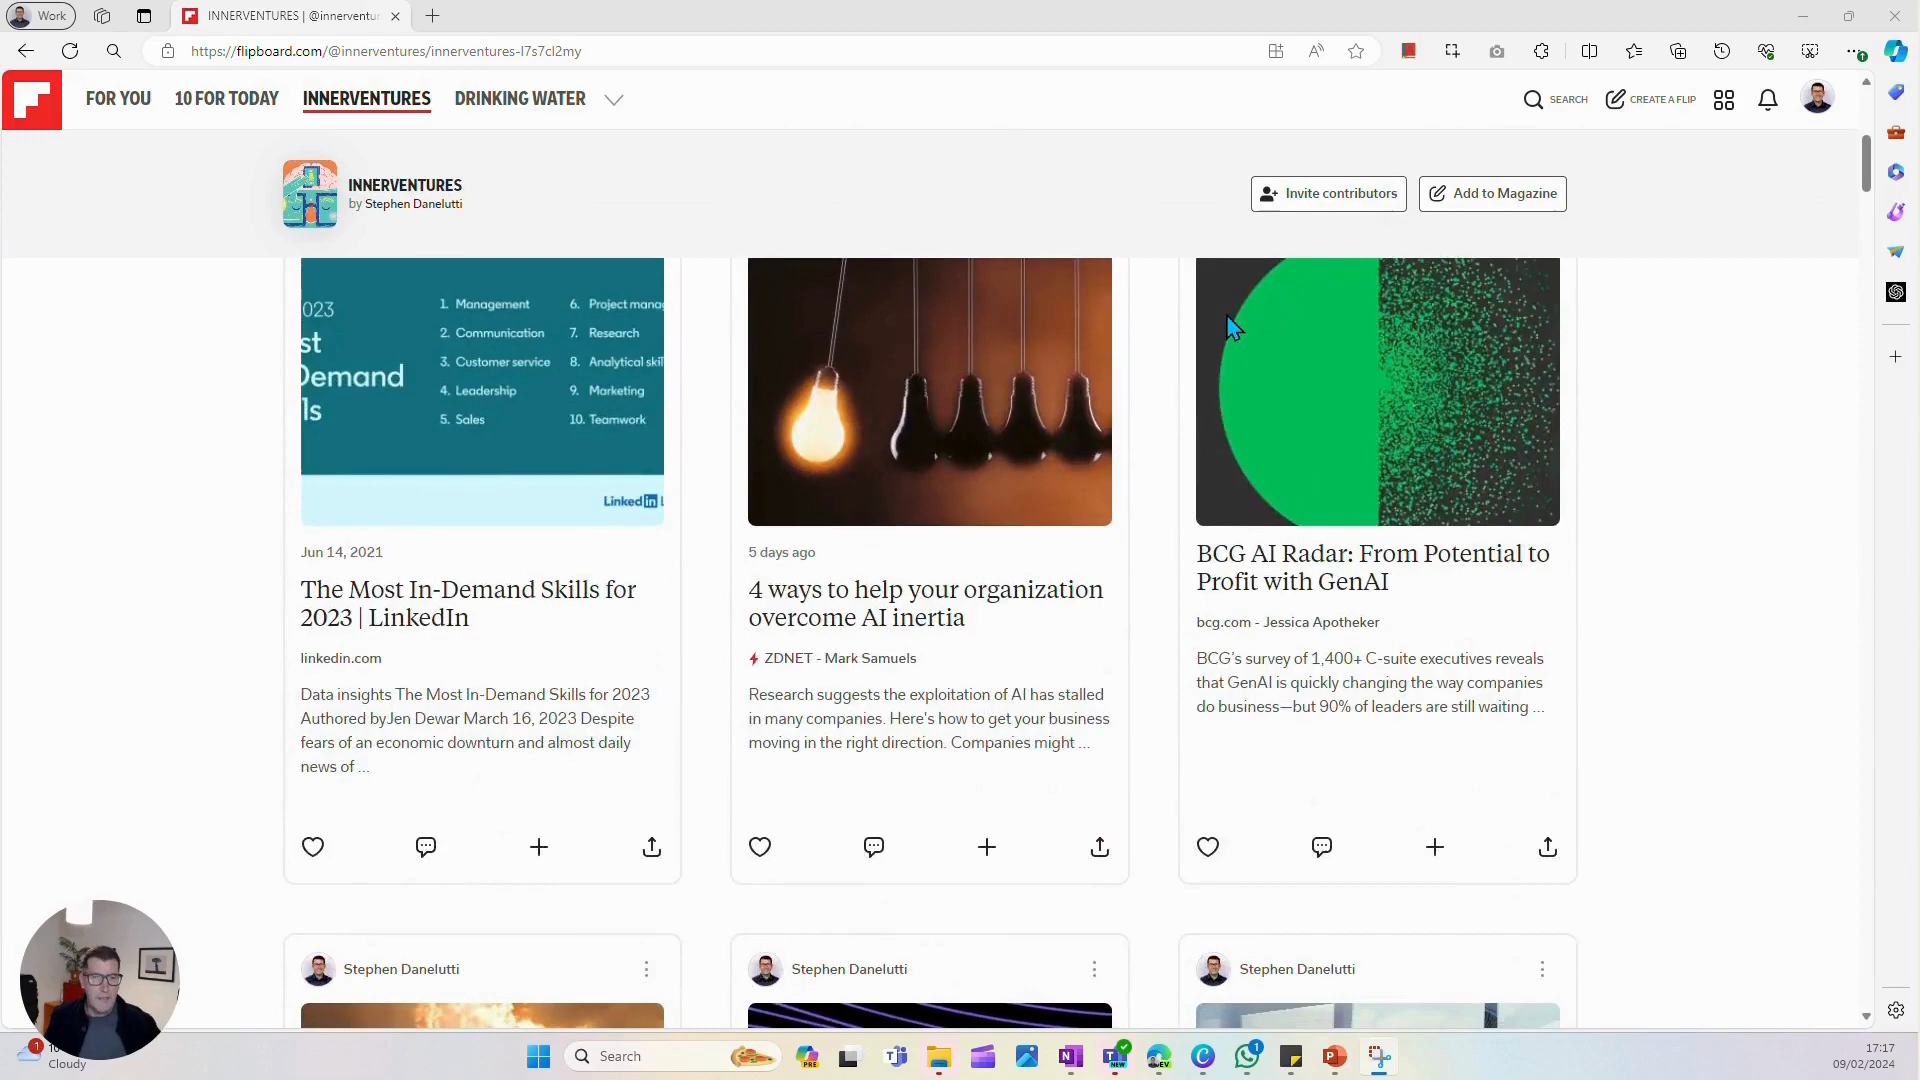 Work
INNERVENTURES | @innerventu
https://flipboard.com/@innerventures/innerventures-l7s7cl2my
FOR YOU
10 FOR TODAY
INNERVENTURES
DRINKING WATER
SEARCH
CREATE A FLIP
INNERVENTURES
by Stephen Danelutti
Invite contributors
Add to Magazine
023
st
Demand
ls
1. Management
2. Communication
3. Customer service
4. Leadership
5. Sales
6. Project manag
7. Research
8. Analytical skil
9. Marketing
10. Teamwork
Linked in L
Jun 14, 2021
The Most In-Demand Skills for
2023 | LinkedIn
linkedin.com
Data insights The Most In-Demand Skills for 2023
Authored byJen Dewar March 16, 2023 Despite
fears of an economic downturn and almost daily
news of ...
5 days ago
4 ways to help your organization
overcome AI inertia
ZDNET - Mark Samuels
Research suggests the exploitation of AI has stalled
in many companies. Here's how to get your business
moving in the right direction. Companies might ...
BCG AI Radar: From Potential to
Profit with GenAI
bcg.com - Jessica Apotheker
BCG's survey of 1,400+ C-suite executives reveals
that GenAI is quickly changing the way companies
do business—but 90% of leaders are still waiting ...
Stephen Danelutti
Stephen Danelutti
Stephen Danelutti
1
Cloudy
Search
PRE
NEW
DEV
1
17:17
09/02/2024